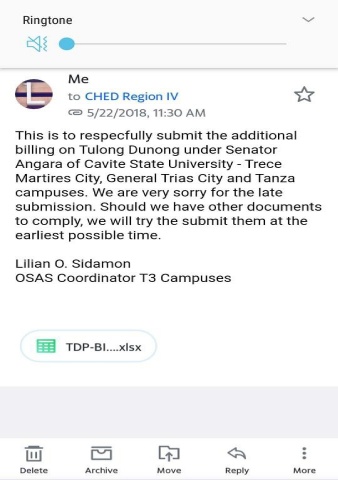 Ringtone
L
Me
to CHED Region IV
5/22/2018, 11:30 AM
This is to respecfully submit the additional
billing on Tulong Dunong under Senator
Angara of Cavite State University - Trece
Martires City, General Trias City and Tanza
campuses. We are very sorry for the late
submission. Should we have other documents
to comply, we will try the submit them at the
earliest possible time.
Lilian O. Sidamon
OSAS Coordinator T3 Campuses
TDP-BI....xlsx
Delete Archive Move Reply More